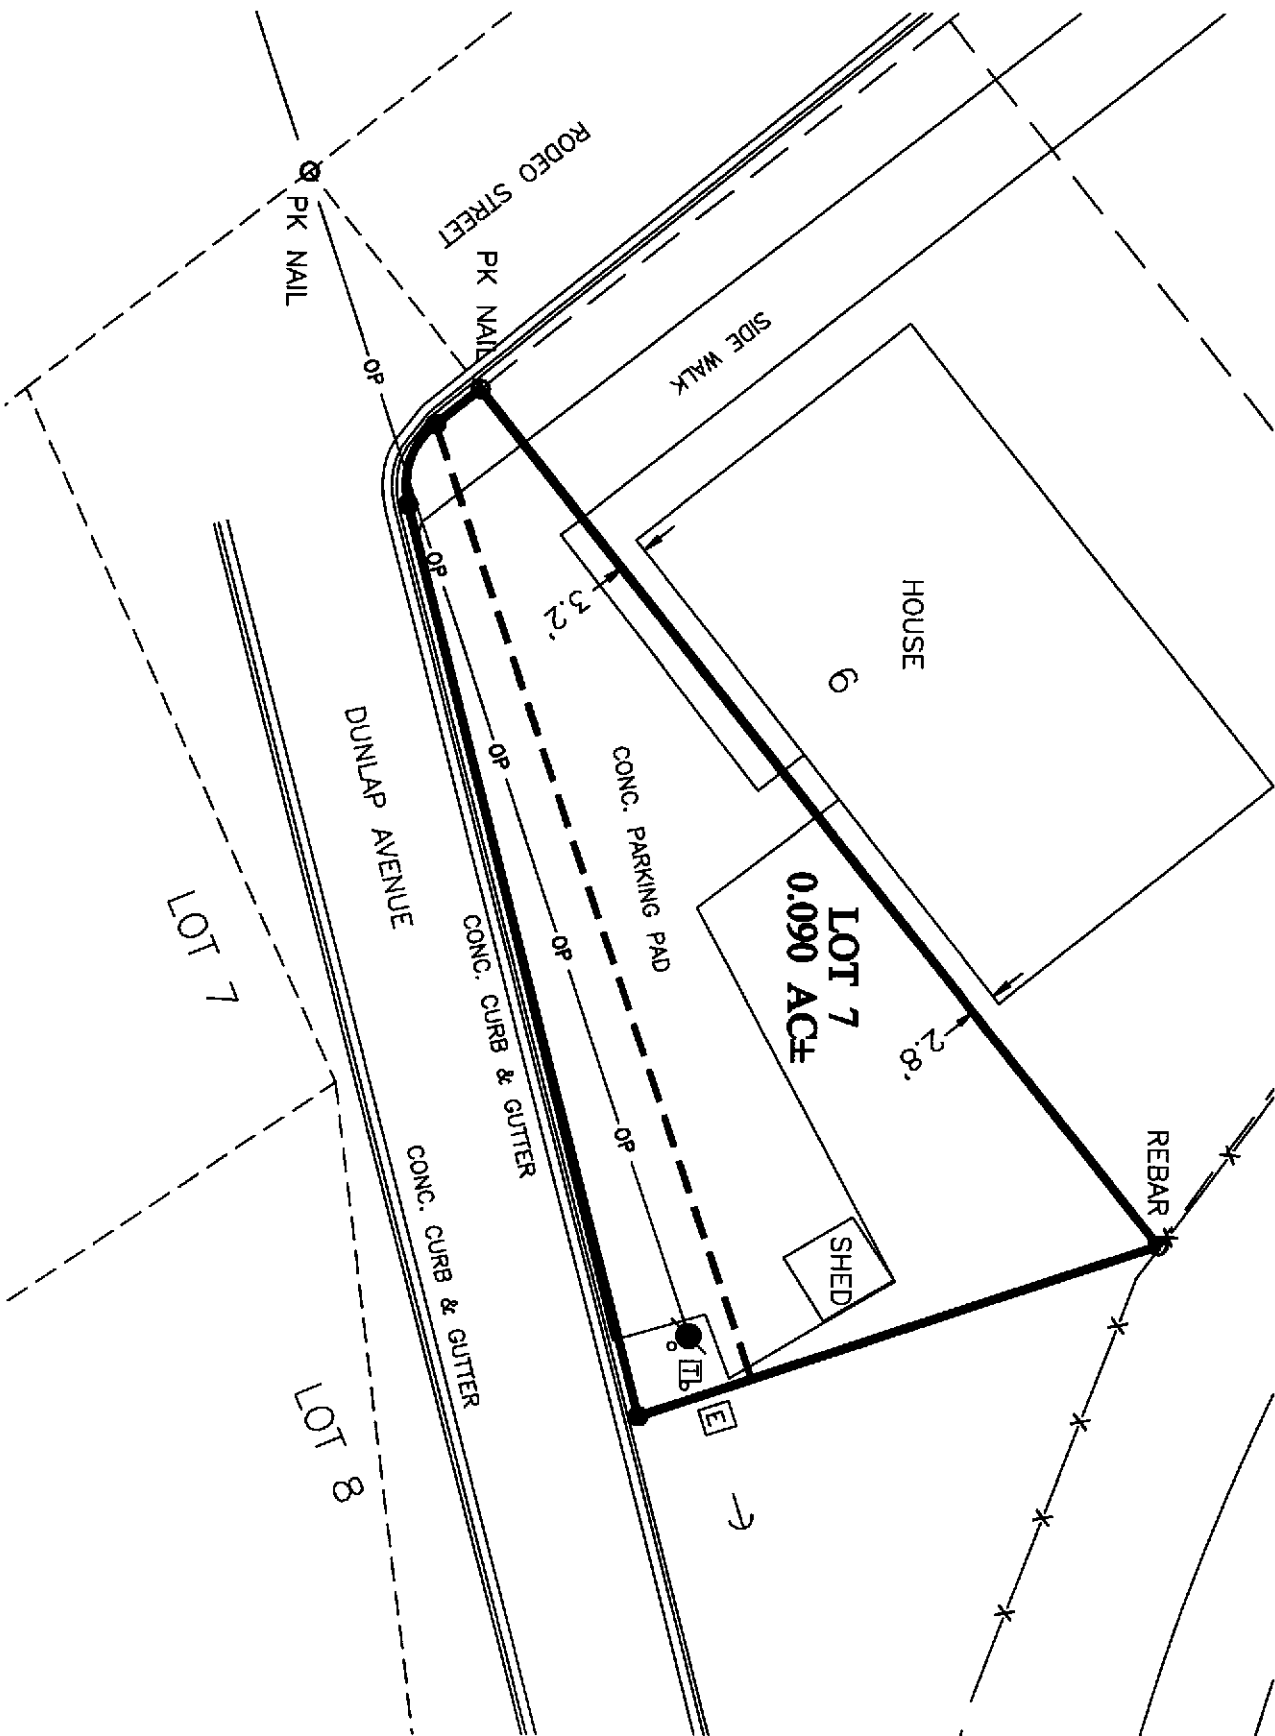 RODEO STREET
PK NAIL
PK NAIL
SIDE WALK
HOUSE
6
3.2'
2.8'
REBAR
LOT 7
0.090 AC±
CONC. PARKING PAD
SHED
OP
OP
OP
OP
OP
T
E
DUNLAP AVENUE
CONC. CURB & GUTTER
CONC. CURB & GUTTER
LOT 7
LOT 8